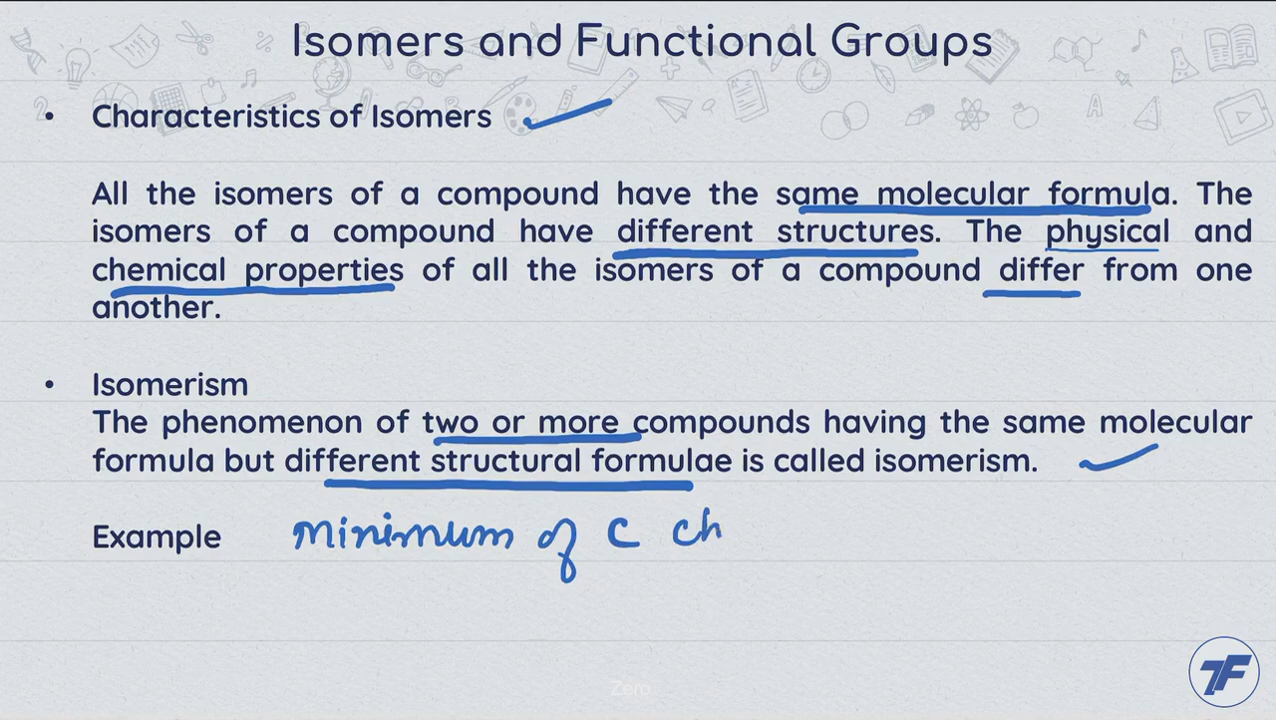 Isomers and Functional Groups
• Characteristics of Isomers
All the isomers of a compound have the same molecular formula. The
isomers of a compound have different structures. The physical and
chemical properties of all the isomers of a compound differ from one
another.
• Isomerism
The phenomenon of two or more compounds having the same molecular
formula but different structural formulae is called isomerism.
Example minimum of C ch
Zero
7F